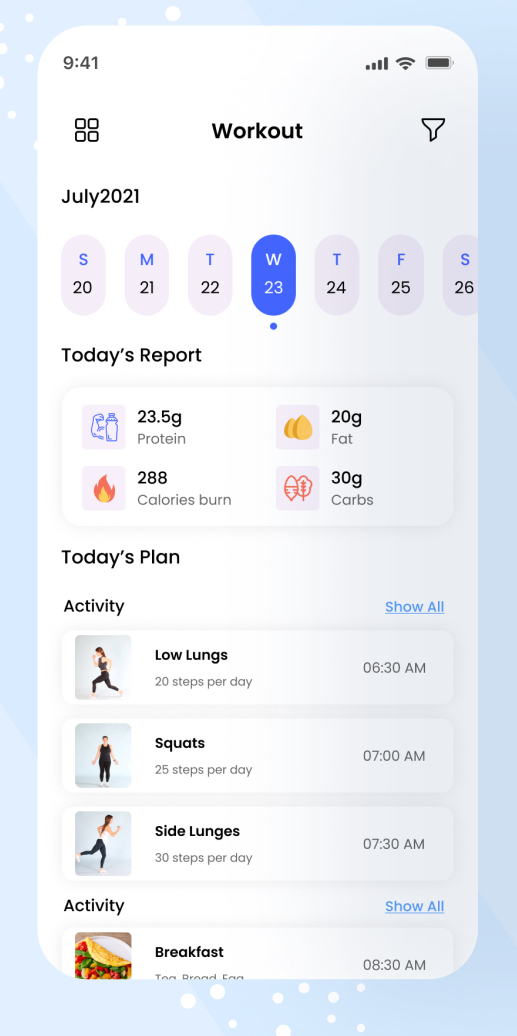 9:41
Workout
July2021
S M T W T F S
20 21 22 23 24 25 26
Today's Report
23.5g 20g
Protein Fat
288 30g
Calories burn Carbs
Today's Plan
Activity Show All
Low Lungs
20 steps per day 06:30 AM
Squats
25 steps per day 07:00 AM
Side Lunges
30 steps per day 07:30 AM
Activity Show All
Breakfast
Tea, Bread, Egg 08:30 AM